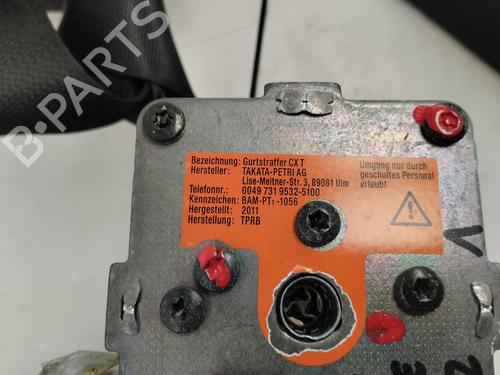 B-PARTS
Bezeichnung: Gurtstraffer CX T
Hersteller: TAKATA-PETRI AG
Lise-Meitner-Str. 3, 89081 Ulm
Telefonnr.: 0049 731 9532-5100
Kennzeichen: BAM-PT1-1056
Hergestellt: 2011
Herstellung: TPRB
Umgang nur durch
geschultes Personal
erlaubt